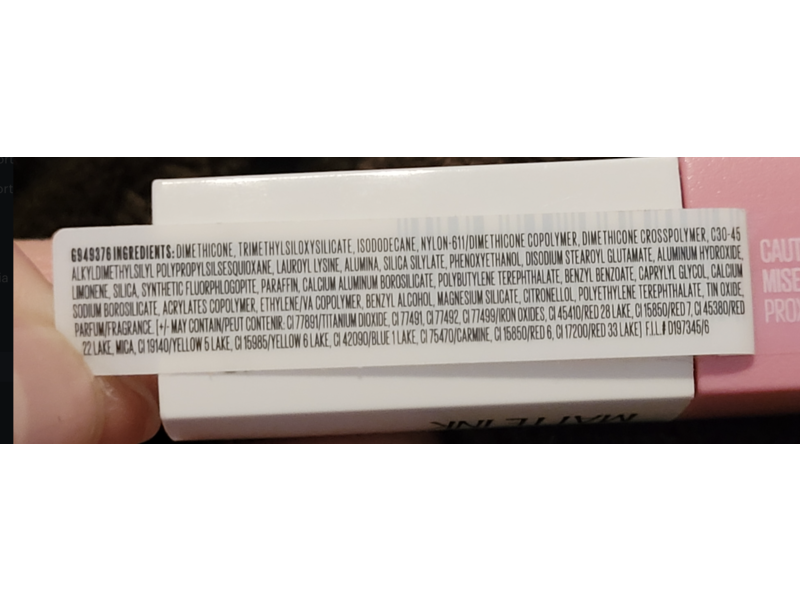 G949376 INGREDIENTS: DIMETHICONE, TRIMETHYLSILOXYSILICATE, ISODODECANE, NYLON-611/DIMETHICONE COPOLYMER, DIMETHICONE CROSSPOLYMER, C30-45
ALKYLDIMETHYLSILYL POLYPROPYLSILSESQUIOXANE, LAUROYL LYSINE, ALUMINA, SILICA SILYLATE, PHENOXYETHANOL, DISODIUM STEAROYL GLUTAMATE, ALUMINUM HYDROXIDE,
LIMONENE, SILICA, SYNTHETIC FLUORPHLOGOPITE, PARAFFIN, CALCIUM ALUMINUM BOROSILICATE, POLYBUTYLENE TEREPHTHALATE, BENZYL BENZOATE, CAPRYLYL GLYCOL, CALCIUM
SODIUM BOROSILICATE, ACRYLATES COPOLYMER, ETHYLENE/VA COPOLYMER, BENZYL ALCOHOL, MAGNESIUM SILICATE, CITRONELLOL, POLYETHYLENE TEREPHTHALATE, TIN OXIDE,
PARFUM/FRAGRANCE. [+/- MAY CONTAIN/PEUT CONTENIR: CI 77891/TITANIUM DIOXIDE, CI 77491, CI 77492, CI 77499/IRON OXIDES, CI 45410/RED 28 LAKE, CI 15850/RED 7, CI 45380/RED
22 LAKE, MICA, CI 19140/YELLOW 5 LAKE, CI 15985/YELLOW 6 LAKE, CI 42090/BLUE 1 LAKE, CI 75470/CARMINE, CI 15850/RED 6, CI 17200/RED 33 LAKE] F.I.L.# D197345/6
CAUT
MISE
PRO
MATTE INK